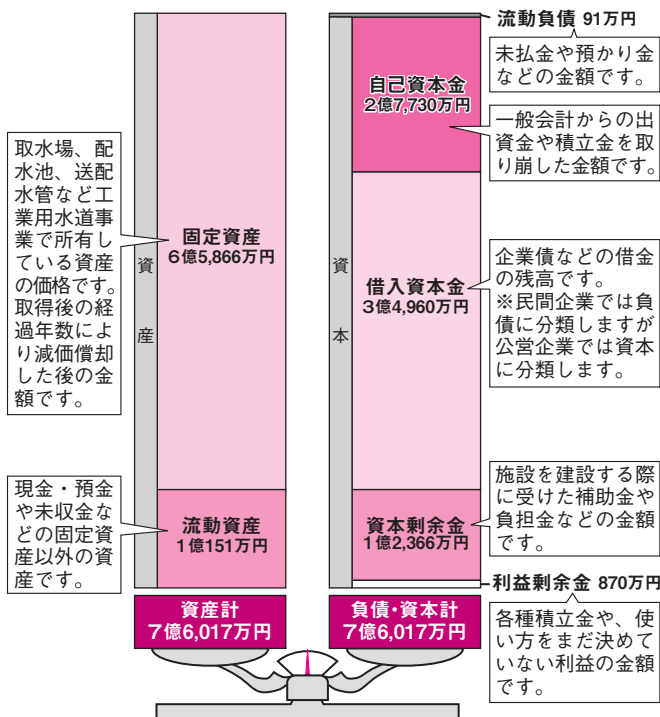 取水場、配
水池、送配
水管など工
業用水道事
業で所有し
ている資産
の価格です。
取得後の経
過年数によ
り減価償却
した後の金
額です。
現金・預金
や未収金な
どの固定資
産以外の資
産です。
資
産
固定資産
6億5,866万円
流動資産
1億151万円
資産計
7億6,017万円
資
本
自己資本金
2億7,730万円
借入資本金
3億4,960万円
資本剰余金
1億2,366万円
負債・資本計
7億6,017万円
流動負債 91万円
未払金や預かり金
などの金額です。
一般会計からの出
資金や積立金を取
り崩した金額です。
企業債などの借金
の残高です。
※民間企業では負
債に分類しますが
公営企業では資本
に分類します。
施設を建設する際
に受けた補助金や
負担金などの金額
です。
利益剰余金 870万円
各種積立金や、使
い方をまだ決めて
いない利益の金額
です。